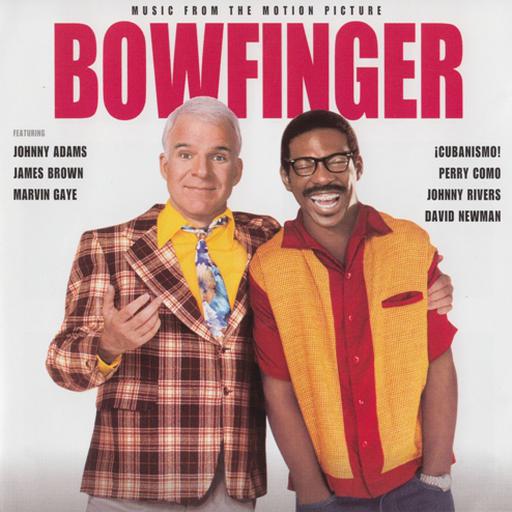 MUSIC FROM THE MOTION PICTURE
BOWFINGER
FEATURING
JOHNNY ADAMS
JAMES BROWN
MARVIN GAYE
¡CUBANISMO!
PERRY COMO
JOHNNY RIVERS
DAVID NEWMAN